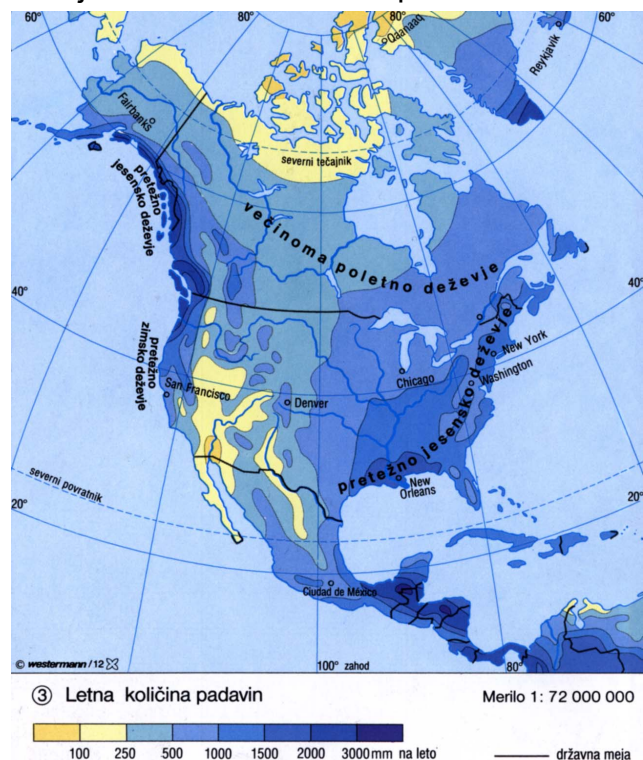 60°
80°
80°
60°
Qaanaaq
Reykjavík
Fairbanks
severni tečajnik
pretežno
jesensko deževje
večinoma poletno deževje
40°
40°
pretežno
zimsko deževje
New York
Washington
Chicago
San Francisco
Denver
pretežno jesensko deževje
New
Orleans
severni povratnik
20°
20°
Ciudad de México
© westermann / 12
100° zahod
80°
3 Letna količina padavin
Merilo 1: 72 000 000
100 250 500 1000 1500 2000 3000mm na leto
državna meja